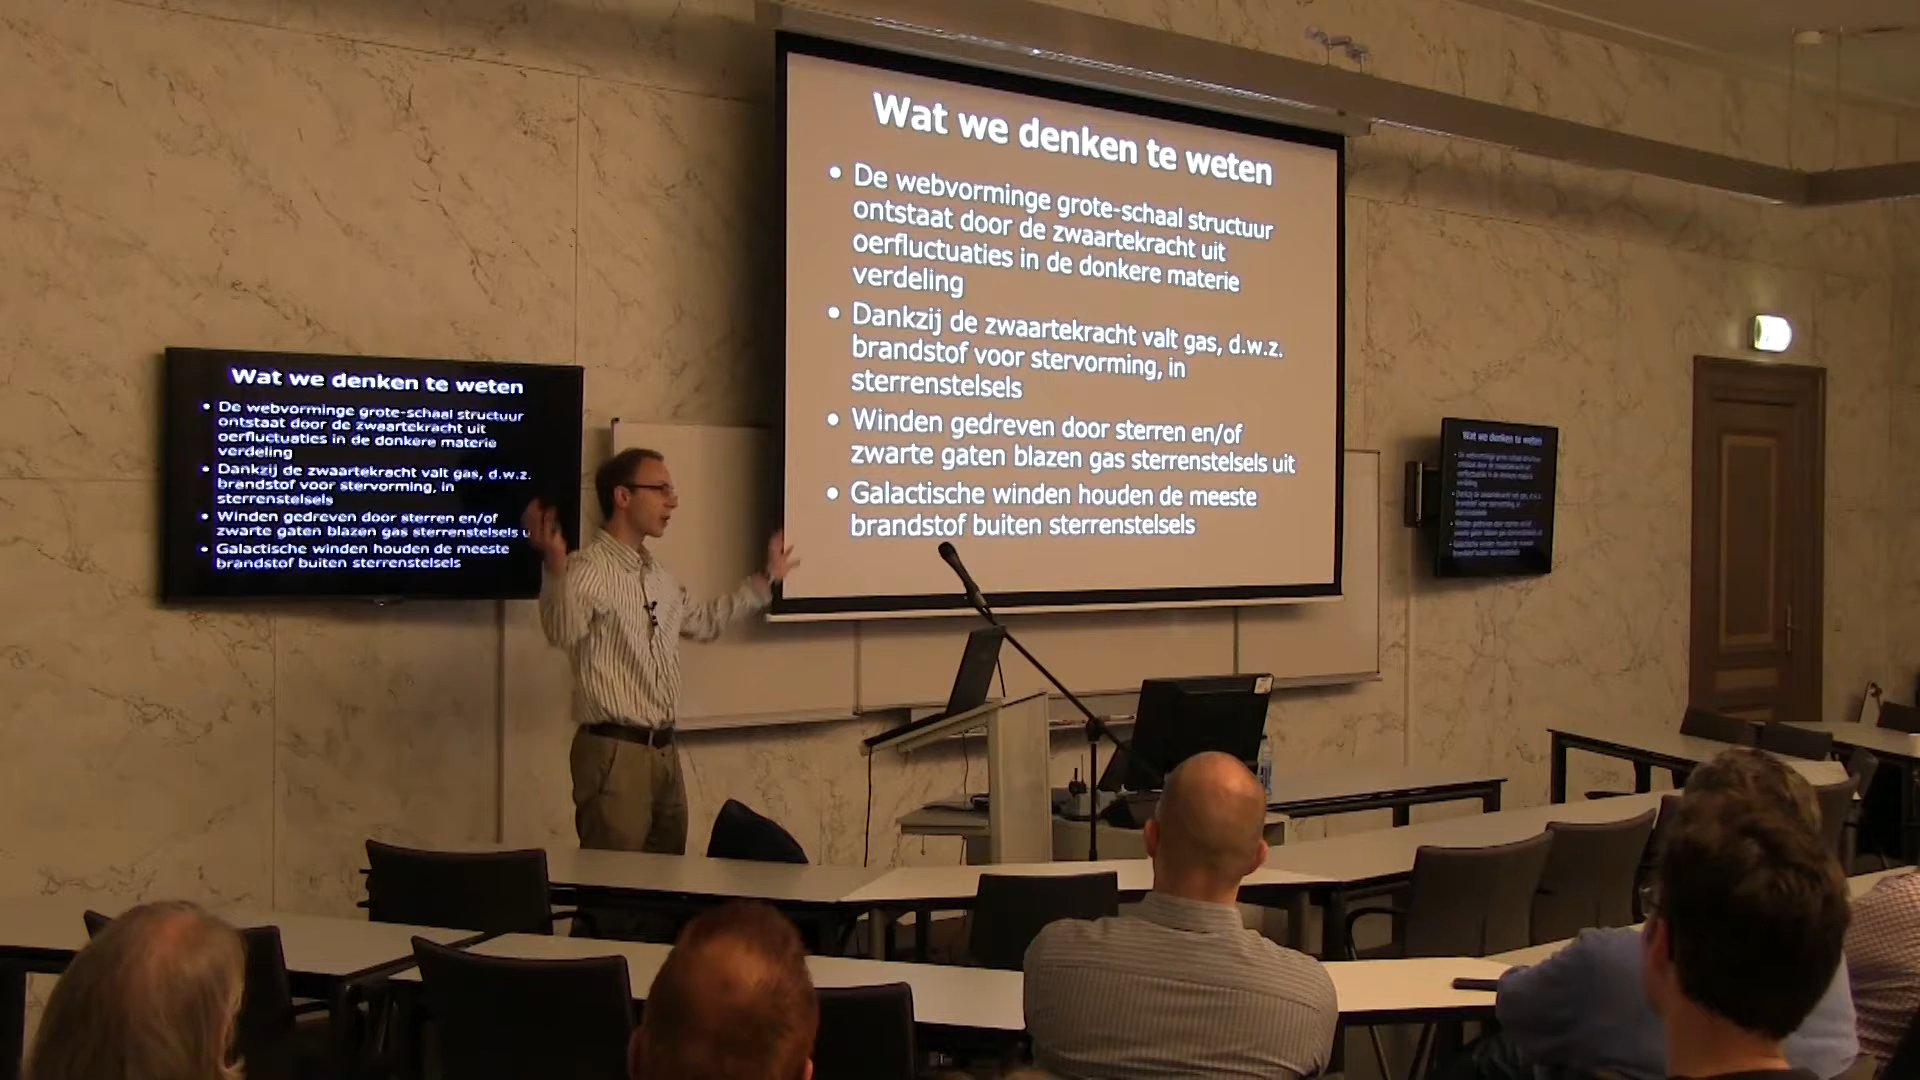 Wat we denken te weten
• De webvorminge grote-schaal structuur
ontstaat door de zwaartekracht uit
oerfluctuaties in de donkere materie
verdeling
• Dankzij de zwaartekracht valt gas, d.w.z.
brandstof voor stervorming, in
sterrenstelsels
• Winden gedreven door sterren en/of
zwarte gaten blazen gas sterrenstelsels uit
• Galactische winden houden de meeste
brandstof buiten sterrenstelsels
Wat we denken te weten
• De webvorminge grote-schaal structuur
ontstaat door de zwaartekracht uit
oerfluctuaties in de donkere materie
verdeling
• Dankzij de zwaartekracht valt gas, d.w.z.
brandstof voor stervorming, in
sterrenstelsels
• Winden gedreven door sterren en/of
zwarte gaten blazen gas sterrenstelsels u
• Galactische winden houden de meeste
brandstof buiten sterrenstelsels
Wat we denken te weten